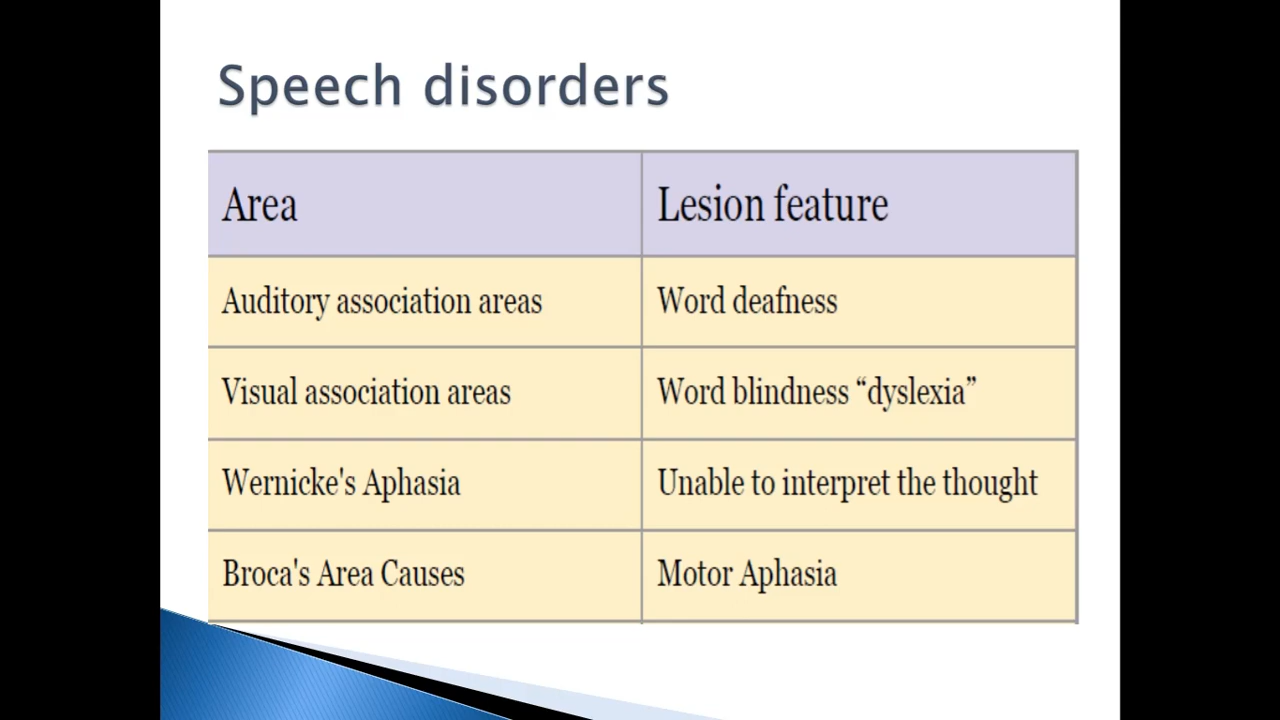 Speech disorders
Area Lesion feature
Auditory association areas Word deafness
Visual association areas Word blindness “dyslexia”
Wernicke's Aphasia Unable to interpret the thought
Broca's Area Causes Motor Aphasia